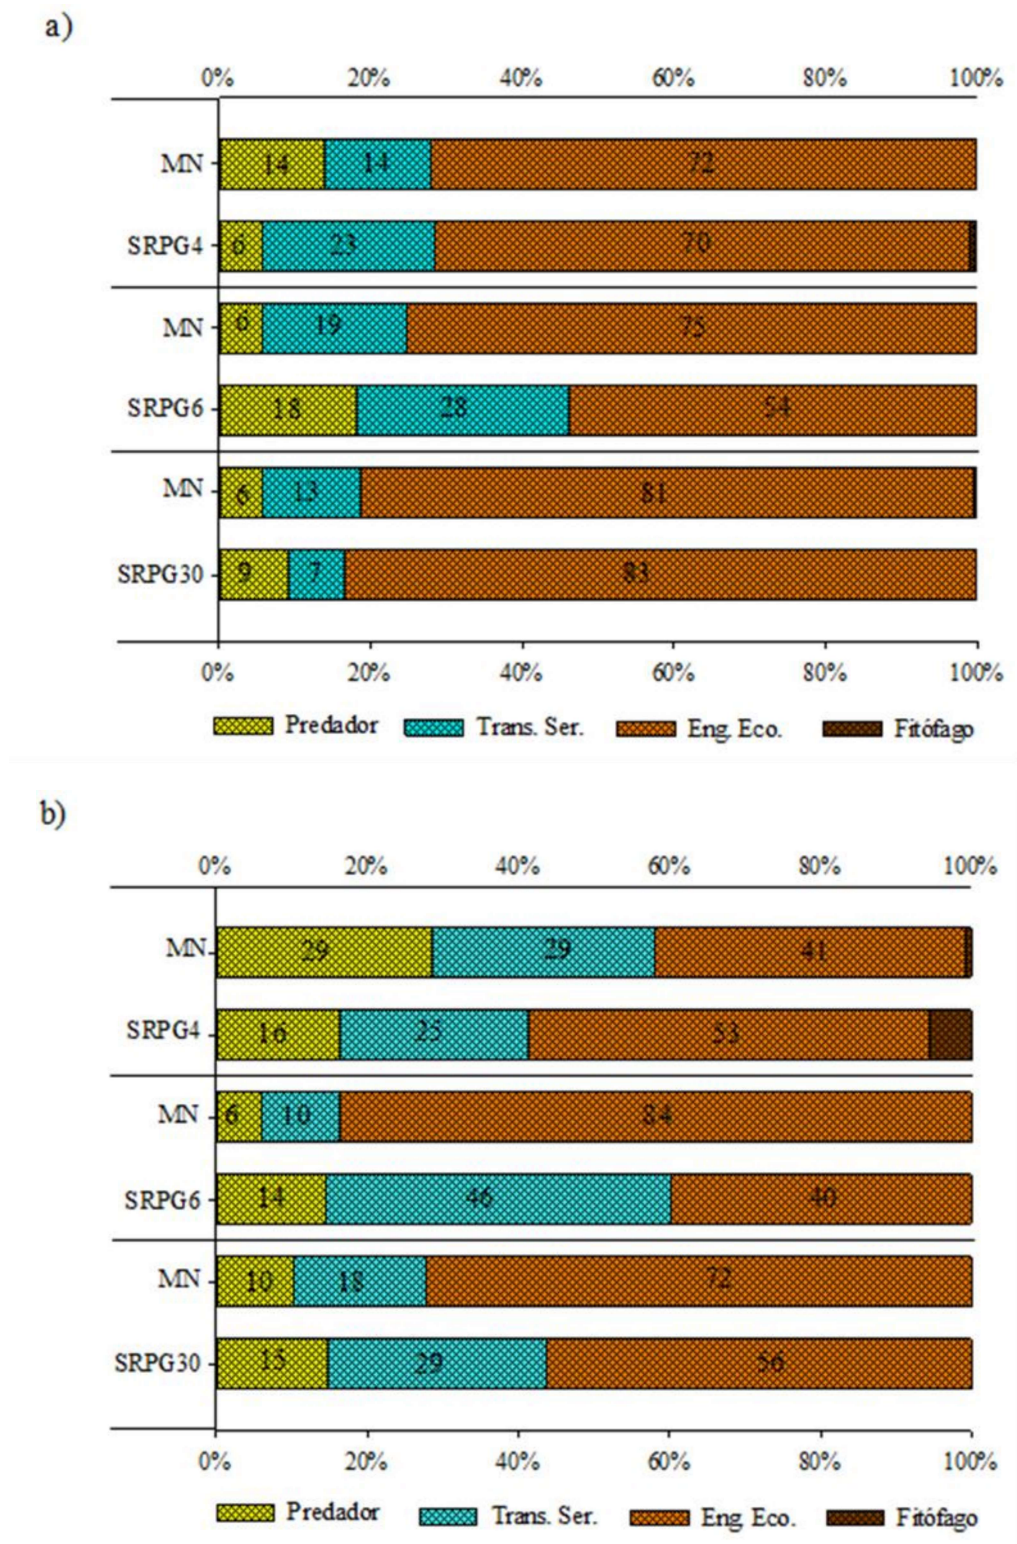 a)
0% 20% 40% 60% 80% 100%
MN 14 14 72
SRPG4 6 23 70
MN 6 19 75
SRPG6 18 28 54
MN 6 13 81
SRPG30 9 7 83
0% 20% 40% 60% 80% 100%
Predador Trans. Ser. Eng. Eco. Fitófago
b)
0% 20% 40% 60% 80% 100%
MN 29 29 41
SRPG4 16 25 53
MN 6 10 84
SRPG6 14 46 40
MN 10 18 72
SRPG30 15 29 56
0% 20% 40% 60% 80% 100%
Predador Trans. Ser. Eng. Eco. Fitófago